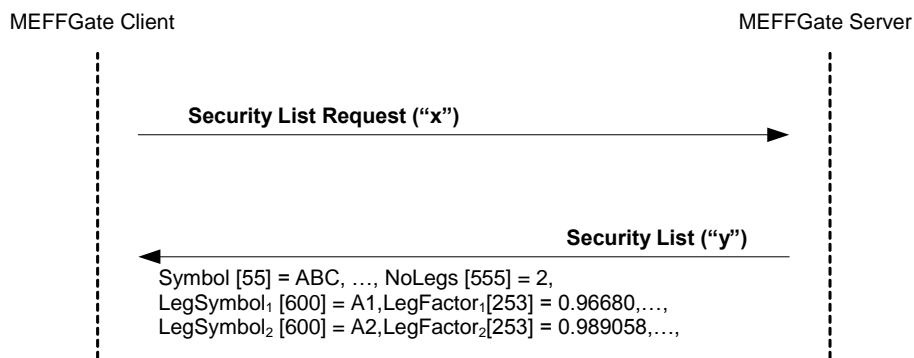 MEFFGate Client
MEFFGate Server
Security List Request (“x”)
Security List (“y”)
Symbol [55] = ABC, …, NoLegs [555] = 2,
LegSymbol₁ [600] = A1,LegFactor₁[253] = 0.96680,…,
LegSymbol₂ [600] = A2,LegFactor₂[253] = 0.989058,…,